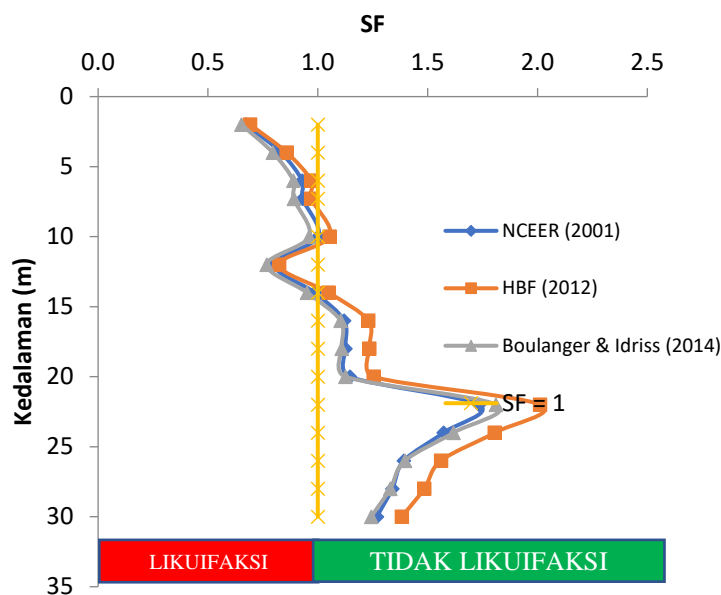 SF
0.0 0.5 1.0 1.5 2.0 2.5
0
5
10
15
20
25
30
35
Kedalaman (m)
NCEER (2001)
HBF (2012)
Boulanger & Idriss (2014)
SF = 1
LIKUIFAKSI TIDAK LIKUIFAKSI